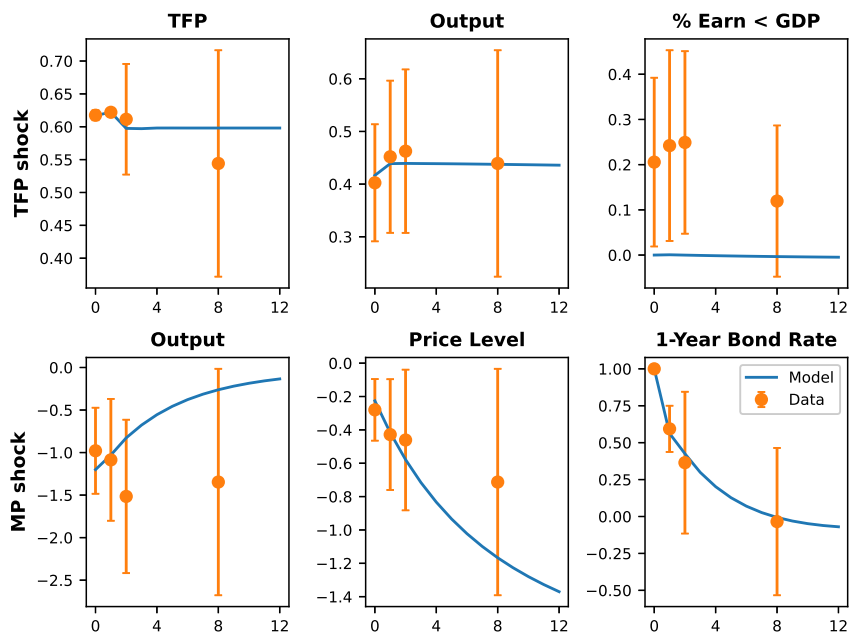 TFP
Output
% Earn < GDP
TFP shock
0.70
0.65
0.60
0.55
0.50
0.45
0.40
0 4 8 12
0.6
0.5
0.4
0.3
0 4 8 12
0.4
0.3
0.2
0.1
0.0
0 4 8 12
Output
Price Level
1-Year Bond Rate
MP shock
0.0
−0.5
−1.0
−1.5
−2.0
−2.5
0 4 8 12
0.0
−0.2
−0.4
−0.6
−0.8
−1.0
−1.2
−1.4
0 4 8 12
1.00
0.75
0.50
0.25
0.00
−0.25
−0.50
0 4 8 12
Model
Data